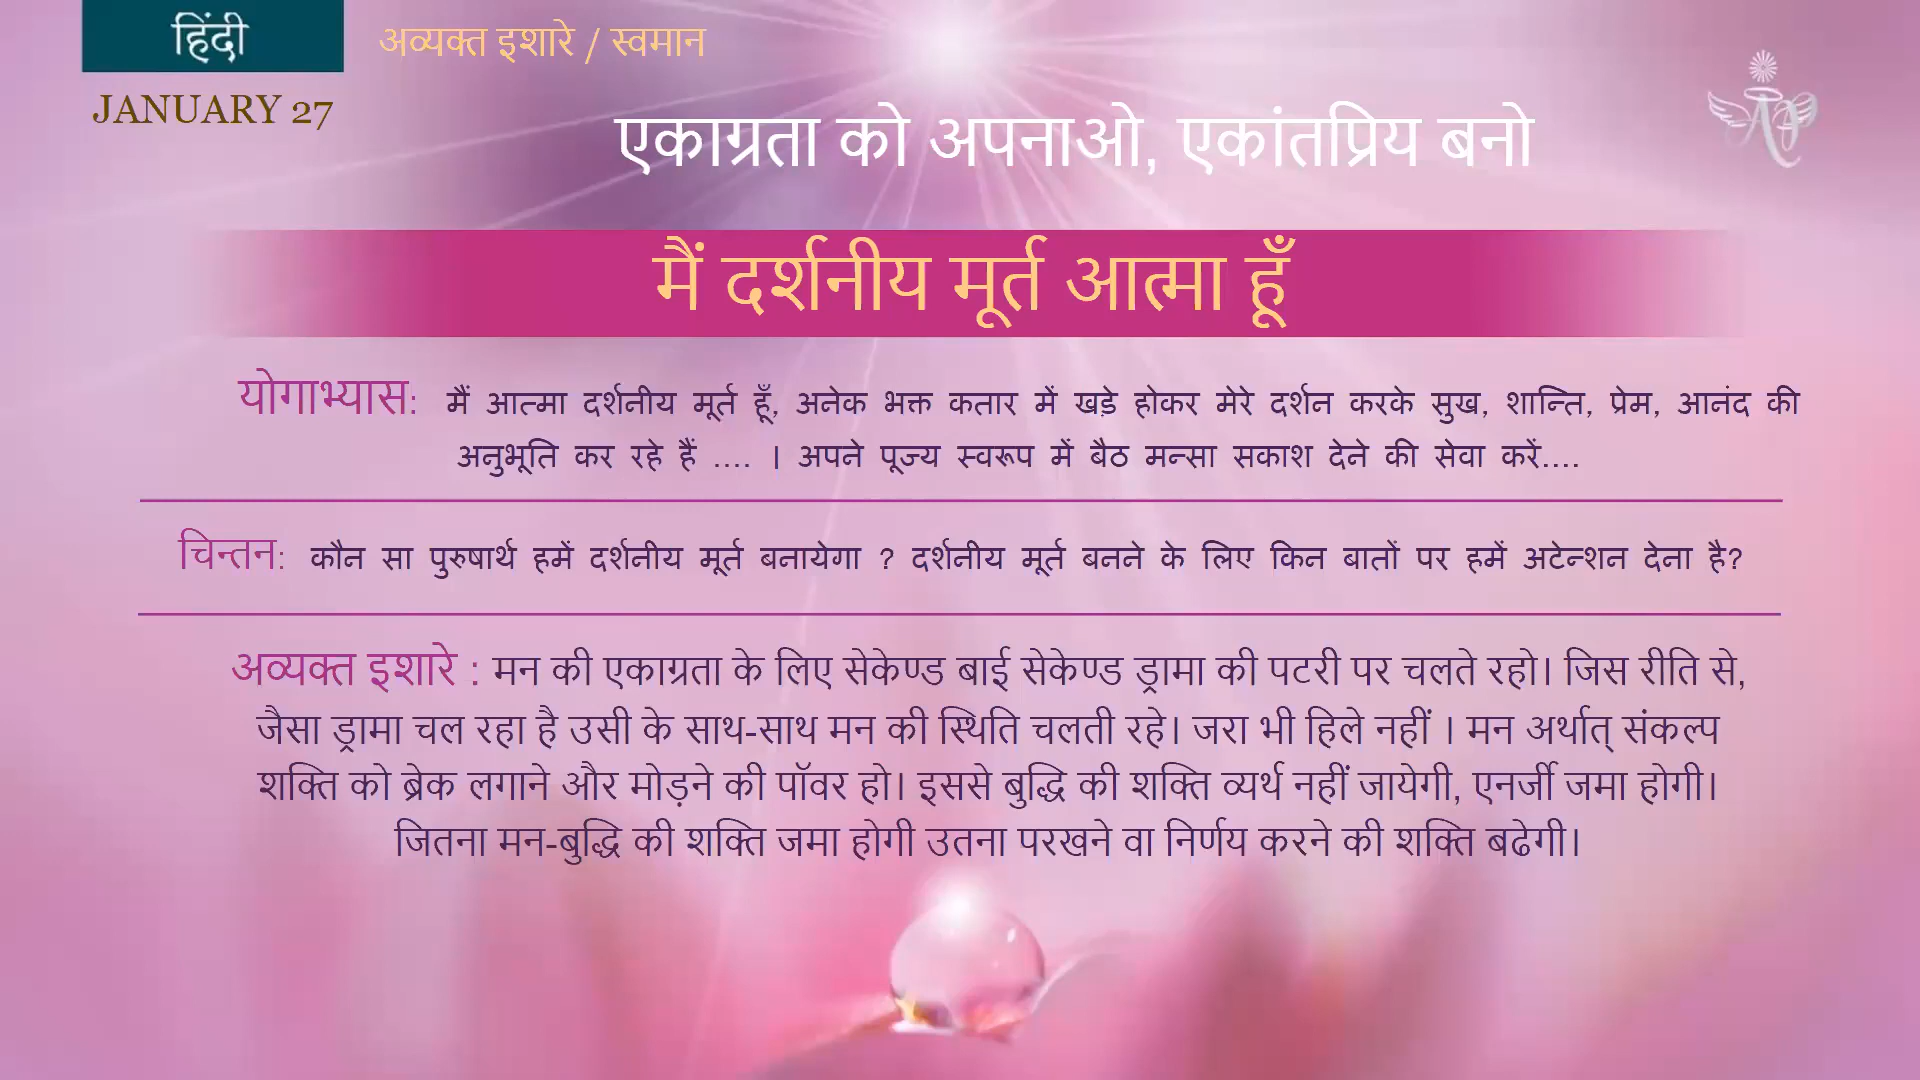 हिंदी
अव्यक्त इशारे / स्वमान
JANUARY 27
एकाग्रता को अपनाओ, एकांतप्रिय बनो
मैं दर्शनीय मूर्त आत्मा हूँ
योगाभ्यास: मैं आत्मा दर्शनीय मूर्त हूँ, अनेक भक्त कतार में खड़े होकर मेरे दर्शन करके सुख, शान्ति, प्रेम, आनंद की
अनुभूति कर रहे हैं .... । अपने पूज्य स्वरूप में बैठ मन्सा सकाश देने की सेवा करें....
चिन्तन: कौन सा पुरुषार्थ हमें दर्शनीय मूर्त बनायेगा ? दर्शनीय मूर्त बनने के लिए किन बातों पर हमें अटेन्शन देना है?
अव्यक्त इशारे : मन की एकाग्रता के लिए सेकेण्ड बाई सेकेण्ड ड्रामा की पटरी पर चलते रहो। जिस रीति से,
जैसा ड्रामा चल रहा है उसी के साथ-साथ मन की स्थिति चलती रहे। जरा भी हिले नहीं । मन अर्थात् संकल्प
शक्ति को ब्रेक लगाने और मोड़ने की पॉवर हो। इससे बुद्धि की शक्ति व्यर्थ नहीं जायेगी, एनर्जी जमा होगी।
जितना मन-बुद्धि की शक्ति जमा होगी उतना परखने वा निर्णय करने की शक्ति बढेगी।
AP